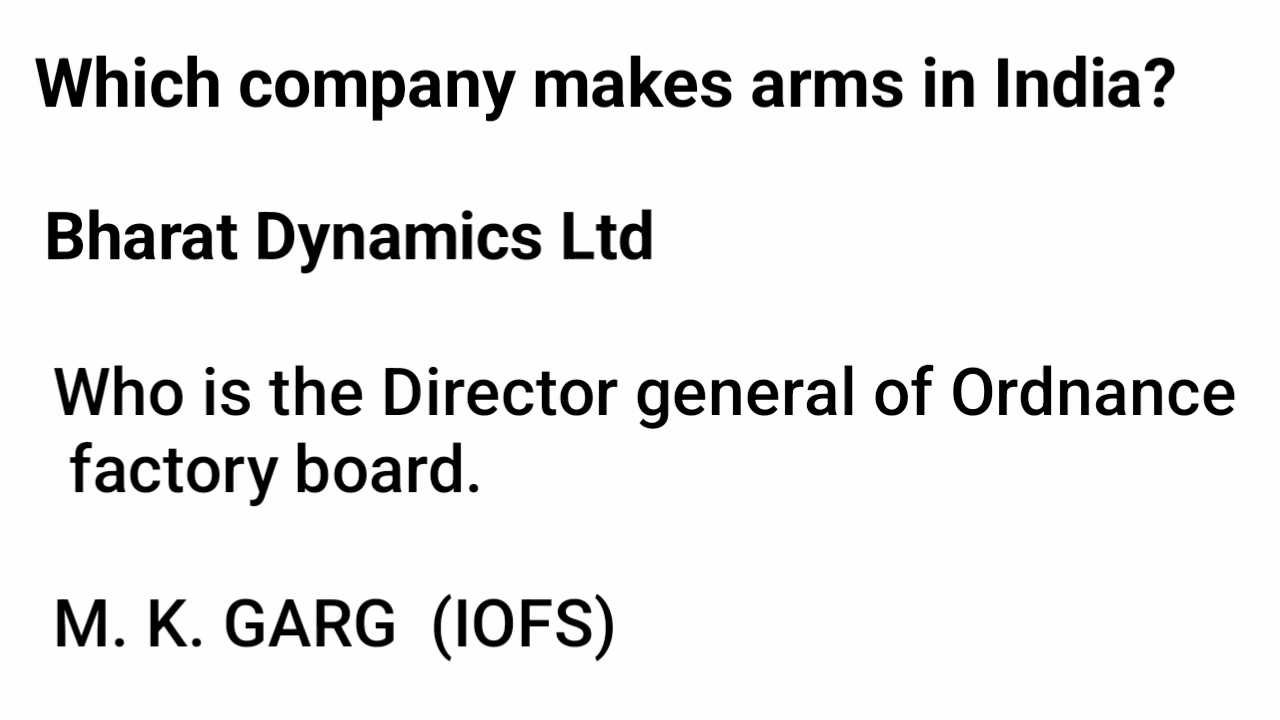 Which company makes arms in India?
Bharat Dynamics Ltd
Who is the Director general of Ordnance
factory board.
M. K. GARG (IOFS)